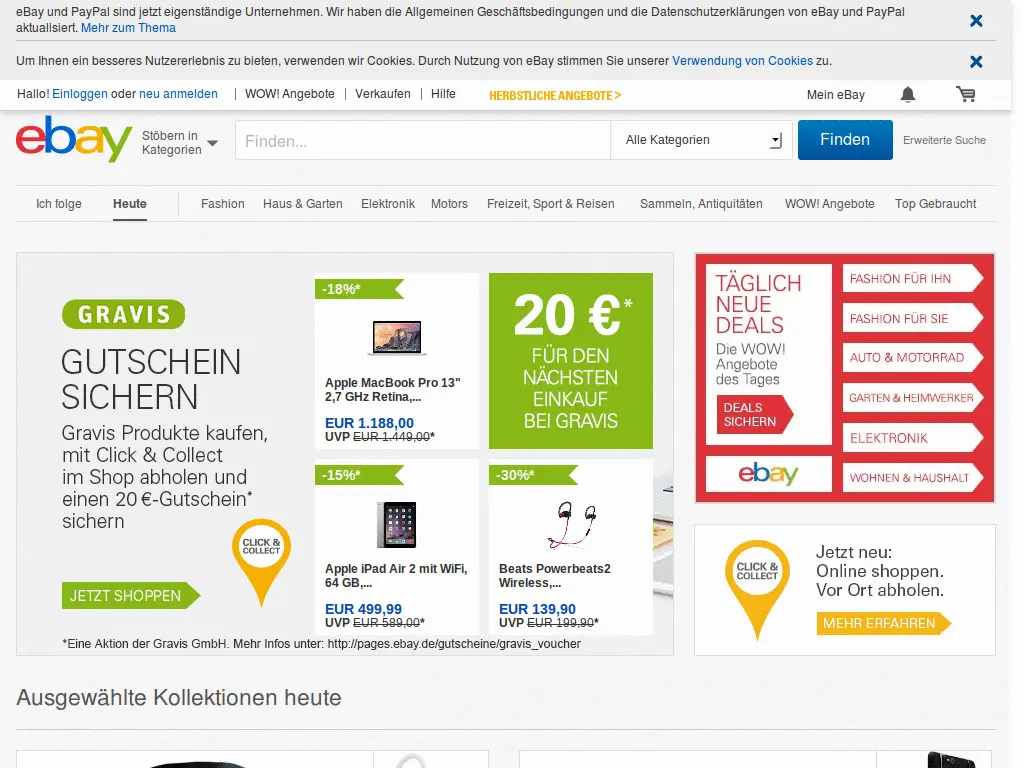 eBay und PayPal sind jetzt eigenständige Unternehmen. Wir haben die Allgemeinen Geschäftsbedingungen und die Datenschutzerklärungen von eBay und PayPal
aktualisiert. Mehr zum Thema
Um Ihnen ein besseres Nutzererlebnis zu bieten, verwenden wir Cookies. Durch Nutzung von eBay stimmen Sie unserer Verwendung von Cookies zu.
Hallo! Einloggen oder neu anmelden | WOW! Angebote | Verkaufen | Hilfe HERBSTLICHE ANGEBOTE > Mein eBay
ebay
Stöbern in
Kategorien
Finden...
Alle Kategorien
Finden
Erweiterte Suche
Ich folge Heute Fashion Haus & Garten Elektronik Motors Freizeit, Sport & Reisen Sammeln, Antiquitäten WOW! Angebote Top Gebraucht
GRAVIS
GUTSCHEIN
SICHERN
Gravis Produkte kaufen,
mit Click & Collect
im Shop abholen und
einen 20 €-Gutschein*
sichern
CLICK &
COLLECT
JETZT SHOPPEN
-18%*
Apple MacBook Pro 13"
2,7 GHz Retina,...
EUR 1.188,00
UVP EUR 1.449,00*
20 €*
FÜR DEN
NÄCHSTEN
EINKAUF
BEI GRAVIS
-15%*
Apple iPad Air 2 mit WiFi,
64 GB,...
EUR 499,99
UVP EUR 589,00*
-30%*
Beats Powerbeats2
Wireless,...
EUR 139,90
UVP EUR 199,90*
*Eine Aktion der Gravis GmbH. Mehr Infos unter: http://pages.ebay.de/gutscheine/gravis_voucher
TÄGLICH
NEUE
DEALS
Die WOW!
Angebote
des Tages
DEALS
SICHERN
ebay
FASHION FÜR IHN
FASHION FÜR SIE
AUTO & MOTORRAD
GARTEN & HEIMWERKER
ELEKTRONIK
WOHNEN & HAUSHALT
CLICK &
COLLECT
Jetzt neu:
Online shoppen.
Vor Ort abholen.
MEHR ERFAHREN
Ausgewählte Kollektionen heute